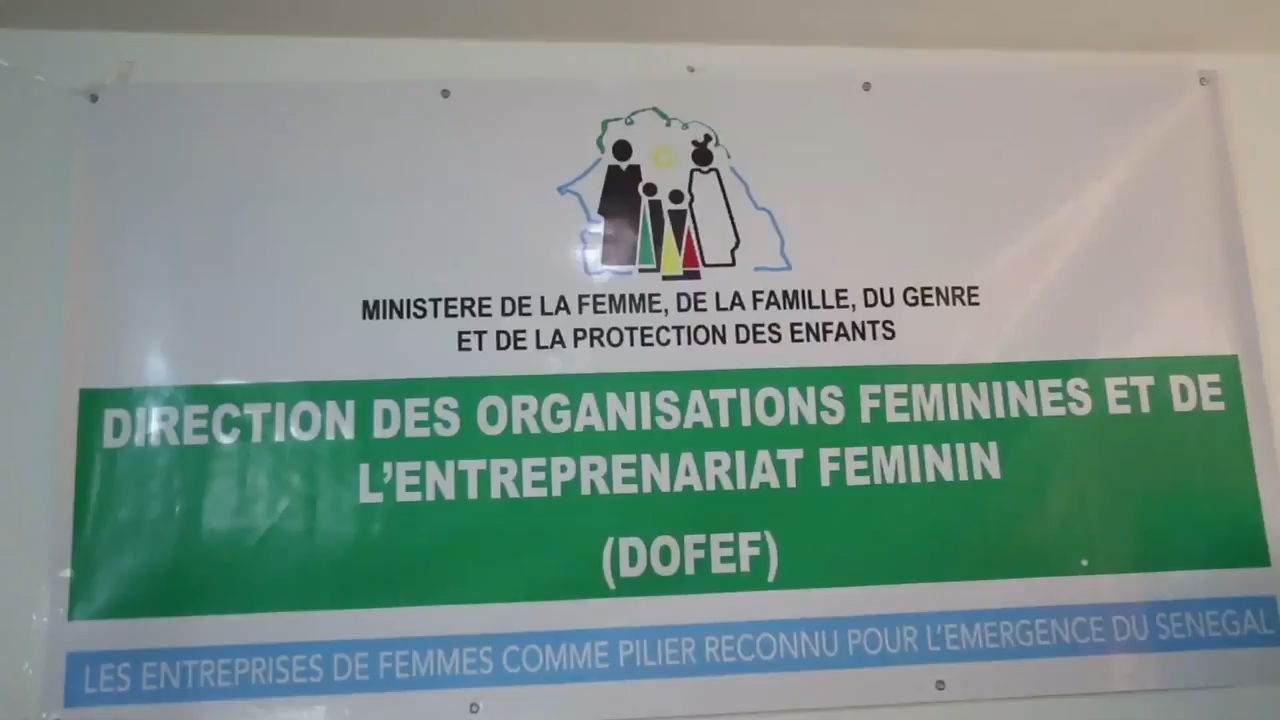 MINISTERE DE LA FEMME, DE LA FAMILLE, DU GENRE
ET DE LA PROTECTION DES ENFANTS
DIRECTION DES ORGANISATIONS FEMININES ET DE
L'ENTREPRENARIAT FEMININ
(DOFEF)
LES ENTREPRISES DE FEMMES COMME PILIER RECONNU POUR L'EMERGENCE DU SENEGAL